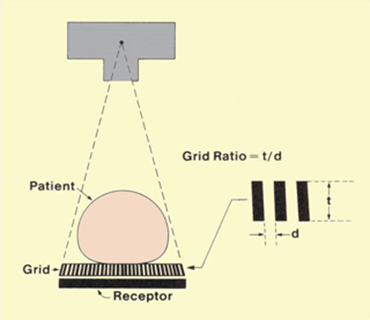 Grid Ratio = t/d
Patient
t
d
Grid
Receptor